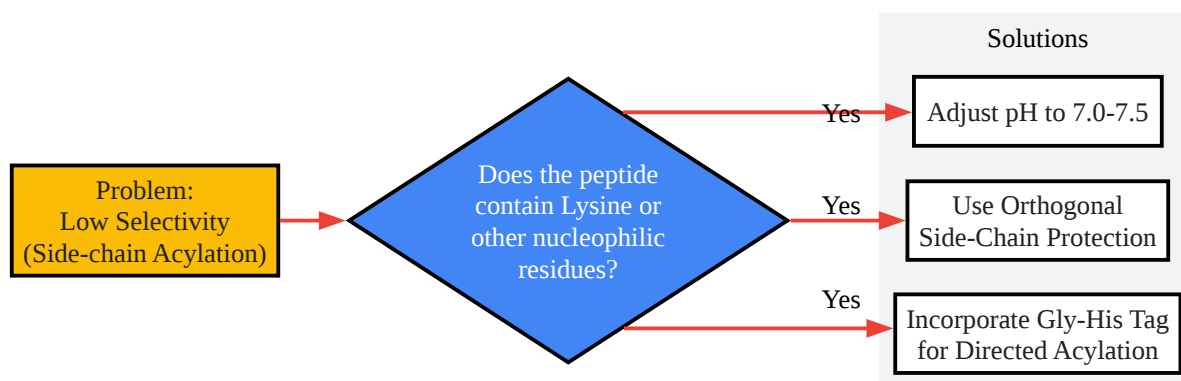 Problem:
Low Selectivity
(Side-chain Acylation)
Does the peptide
contain Lysine or
other nucleophilic
residues?
Yes
Yes
Yes
Solutions
Adjust pH to 7.0-7.5
Use Orthogonal
Side-Chain Protection
Incorporate Gly-His Tag
for Directed Acylation